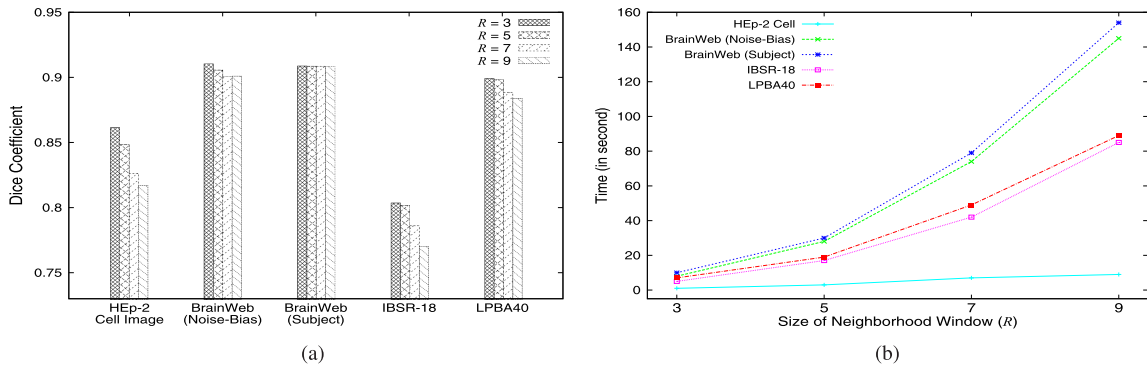 0.95
0.9
0.85
0.8
0.75
Dice Coefficient
R = 3
R = 5
R = 7
R = 9
HEp-2
Cell Image
BrainWeb
(Noise-Bias)
BrainWeb
(Subject)
IBSR-18
LPBA40
(a)
160
140
120
100
80
60
40
20
0
Time (in second)
HEp-2 Cell
BrainWeb (Noise-Bias)
BrainWeb (Subject)
IBSR-18
LPBA40
3
5
7
9
Size of Neighborhood Window (R)
(b)